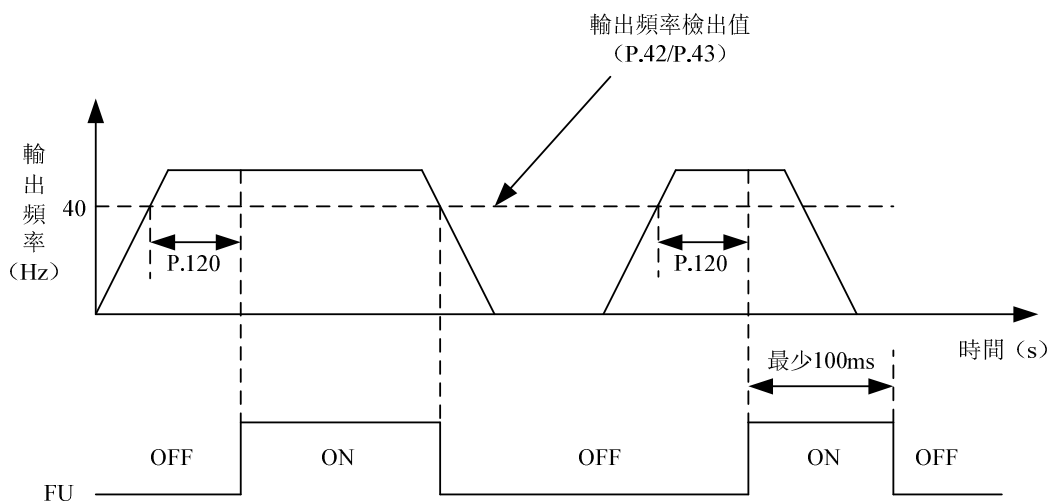 輸出頻率檢出值
（P.42/P.43）
輸出頻率
（Hz）
40
P.120
P.120
時間（s）
最少100ms
OFF
ON
OFF
ON
OFF
FU